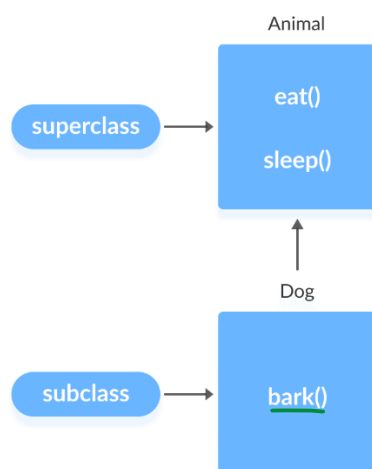 Animal
eat()
superclass
sleep()
Dog
subclass
bark()